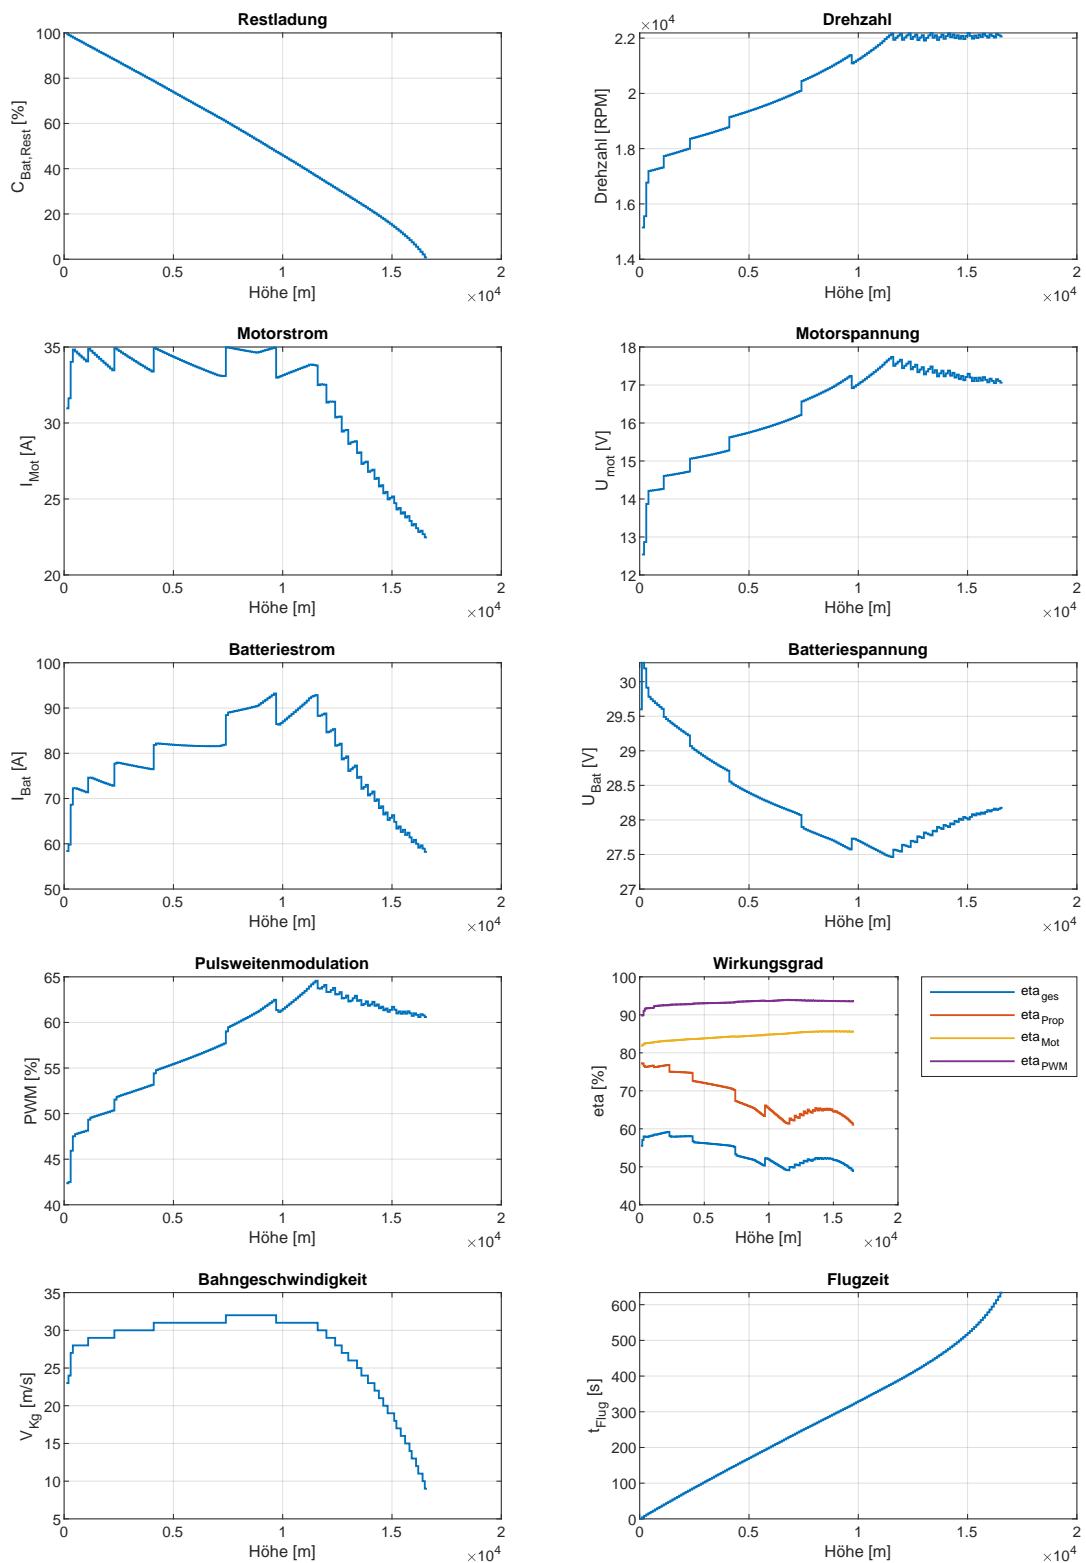 Restladung
C_Bat,Rest [%]
100
80
60
40
20
0
0 0.5 1 1.5 2
Höhe [m]
×10^4
Drehzahl
×10^4
Drehzahl [RPM]
2.2
2
1.8
1.6
1.4
0 0.5 1 1.5 2
Höhe [m]
×10^4
Motorstrom
I_Mot [A]
35
30
25
20
0 0.5 1 1.5 2
Höhe [m]
×10^4
Motorspannung
U_mot [V]
18
17
16
15
14
13
12
0 0.5 1 1.5 2
Höhe [m]
×10^4
Batteriestrom
I_Bat [A]
100
90
80
70
60
50
0 0.5 1 1.5 2
Höhe [m]
×10^4
Batteriespannung
U_Bat [V]
30
29.5
29
28.5
28
27.5
27
0 0.5 1 1.5 2
Höhe [m]
×10^4
Pulsweitenmodulation
PWM [%]
65
60
55
50
45
40
0 0.5 1 1.5 2
Höhe [m]
×10^4
Wirkungsgrad
eta [%]
100
90
80
70
60
50
40
0 0.5 1 1.5 2
Höhe [m]
×10^4
eta_ges
eta_Prop
eta_Mot
eta_PWM
Bahngeschwindigkeit
V_Kg [m/s]
35
30
25
20
15
10
5
0 0.5 1 1.5 2
Höhe [m]
×10^4
Flugzeit
t_Flug [s]
600
500
400
300
200
100
0
0 0.5 1 1.5 2
Höhe [m]
×10^4